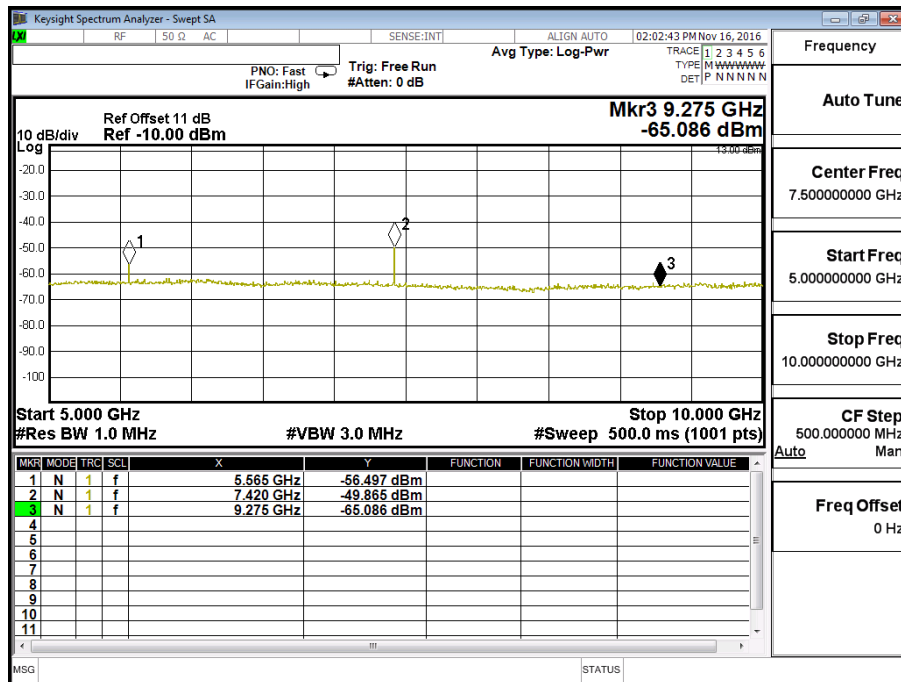 Keysight Spectrum Analyzer - Swept SA
LXI RF 50 Ω AC SENSE:INT ALIGN AUTO 02:02:43 PM Nov 16, 2016
Frequency
Avg Type: Log-Pwr
TRACE 1 2 3 4 5 6
TYPE M WWWWW
DET P N N N N N
PNO: Fast
IFGain:High
Trig: Free Run
#Atten: 0 dB
Auto Tune
Mkr3 9.275 GHz
-65.086 dBm
Ref Offset 11 dB
10 dB/div Ref -10.00 dBm
Log
-13.00 dBm
-20.0
-30.0
-40.0
-50.0
-60.0
-70.0
-80.0
-90.0
-100
1
2
3
Center Freq
7.500000000 GHz
Start Freq
5.000000000 GHz
Stop Freq
10.000000000 GHz
CF Step
500.000000 MHz
Auto Man
Freq Offset
0 Hz
Start 5.000 GHz Stop 10.000 GHz
#Res BW 1.0 MHz #VBW 3.0 MHz #Sweep 500.0 ms (1001 pts)
MKR MODE TRC SCL X Y FUNCTION FUNCTION WIDTH FUNCTION VALUE
1 N 1 f 5.565 GHz -56.497 dBm
2 N 1 f 7.420 GHz -49.865 dBm
3 N 1 f 9.275 GHz -65.086 dBm
4
5
6
7
8
9
10
11
MSG STATUS